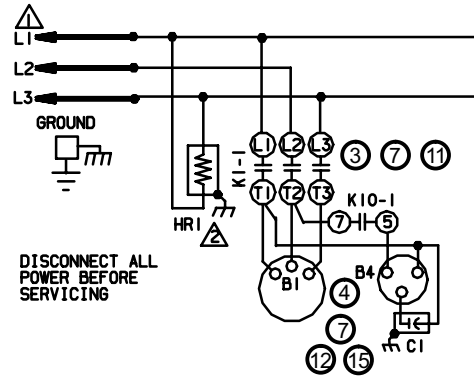 1
L1
L2
L3
GROUND
L1 L2 L3
3 7 11
K1-1
T1 T2 T3
K10-1
7 5
HR1
2
DISCONNECT ALL
POWER BEFORE
SERVICING
B1
B4
4
7
C1
12 15